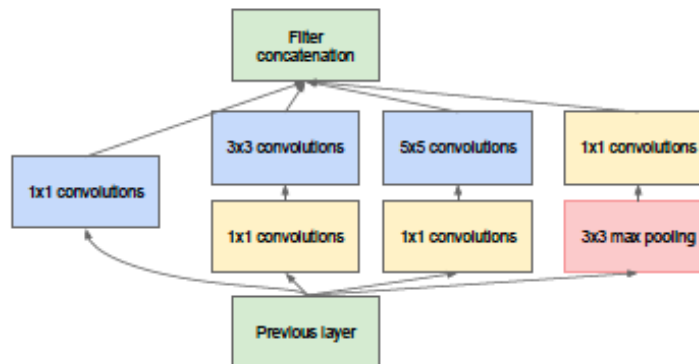 Filter
concatenation
3x3 convolutions
5x5 convolutions
1x1 convolutions
1x1 convolutions
1x1 convolutions
1x1 convolutions
3x3 max pooling
Previous layer